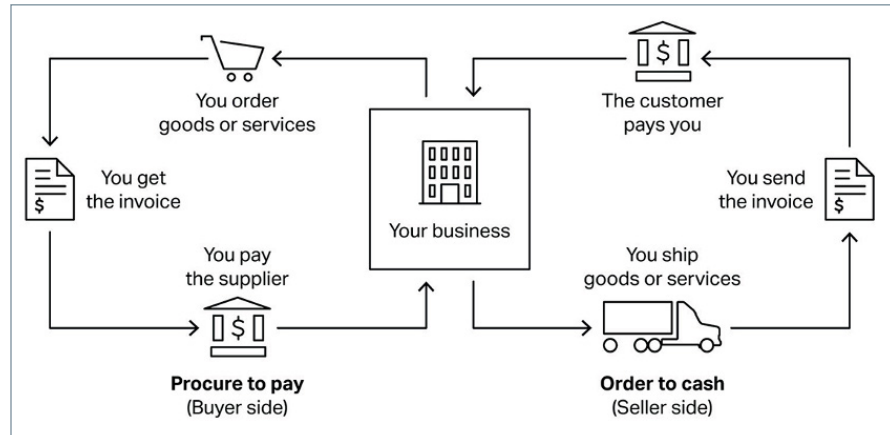 You order
goods or services
You get
the invoice
$
You pay
the supplier
$
Procure to pay
(Buyer side)
Your business
$
The customer
pays you
You send
the invoice
$
You ship
goods or services
Order to cash
(Seller side)